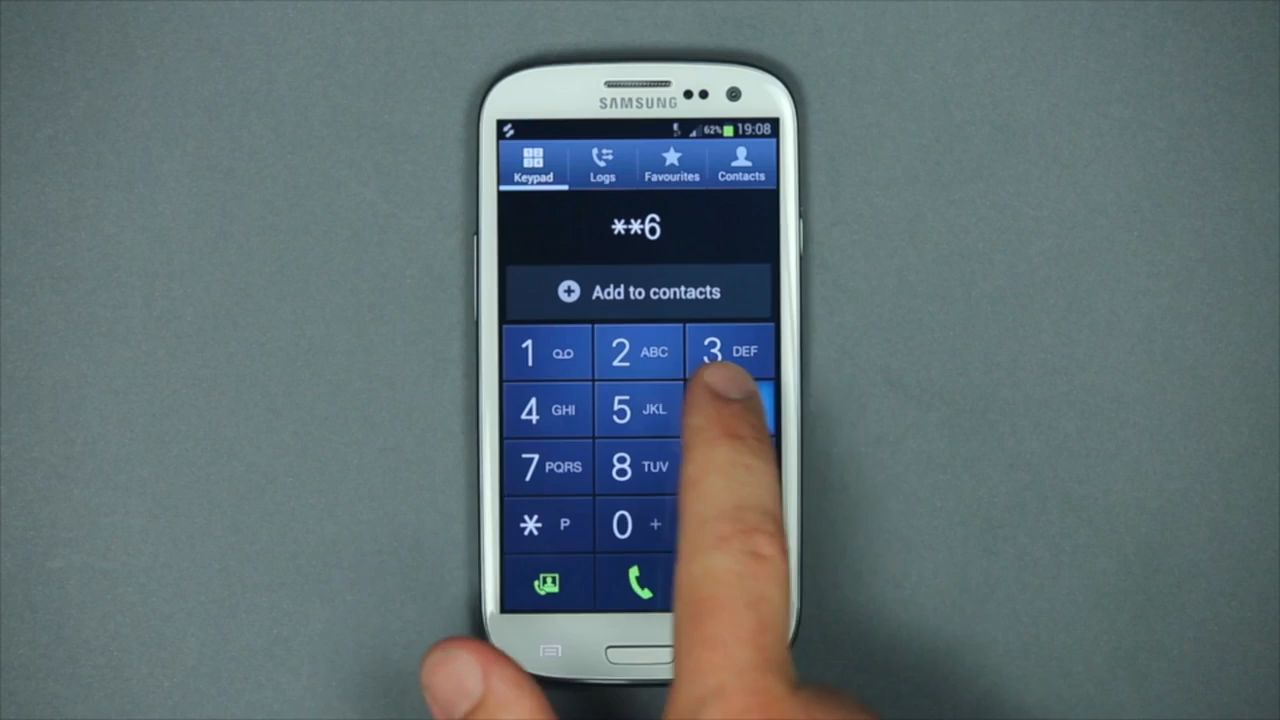 SAMSUNG
62% 19:08
Keypad Logs Favourites Contacts
**6
Add to contacts
1 2 ABC 3 DEF
4 GHI 5 JKL
7 PQRS 8 TUV
* P 0 +